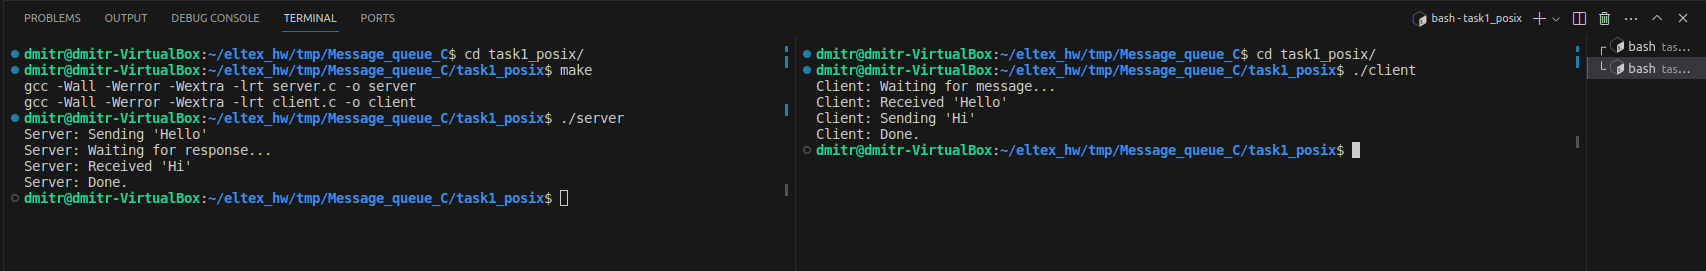 PROBLEMS OUTPUT DEBUG CONSOLE TERMINAL PORTS
bash - task1_posix
dmitr@dmitr-VirtualBox:~/eltex_hw/tmp/Message_queue_C$ cd task1_posix/
dmitr@dmitr-VirtualBox:~/eltex_hw/tmp/Message_queue_C/task1_posix$ make
gcc -Wall -Werror -Wextra -lrt server.c -o server
gcc -Wall -Werror -Wextra -lrt client.c -o client
dmitr@dmitr-VirtualBox:~/eltex_hw/tmp/Message_queue_C/task1_posix$ ./server
Server: Sending 'Hello'
Server: Waiting for response...
Server: Received 'Hi'
Server: Done.
dmitr@dmitr-VirtualBox:~/eltex_hw/tmp/Message_queue_C/task1_posix$
dmitr@dmitr-VirtualBox:~/eltex_hw/tmp/Message_queue_C$ cd task1_posix/
dmitr@dmitr-VirtualBox:~/eltex_hw/tmp/Message_queue_C/task1_posix$ ./client
Client: Waiting for message...
Client: Received 'Hello'
Client: Sending 'Hi'
Client: Done.
dmitr@dmitr-VirtualBox:~/eltex_hw/tmp/Message_queue_C/task1_posix$
bash tas...
bash tas...